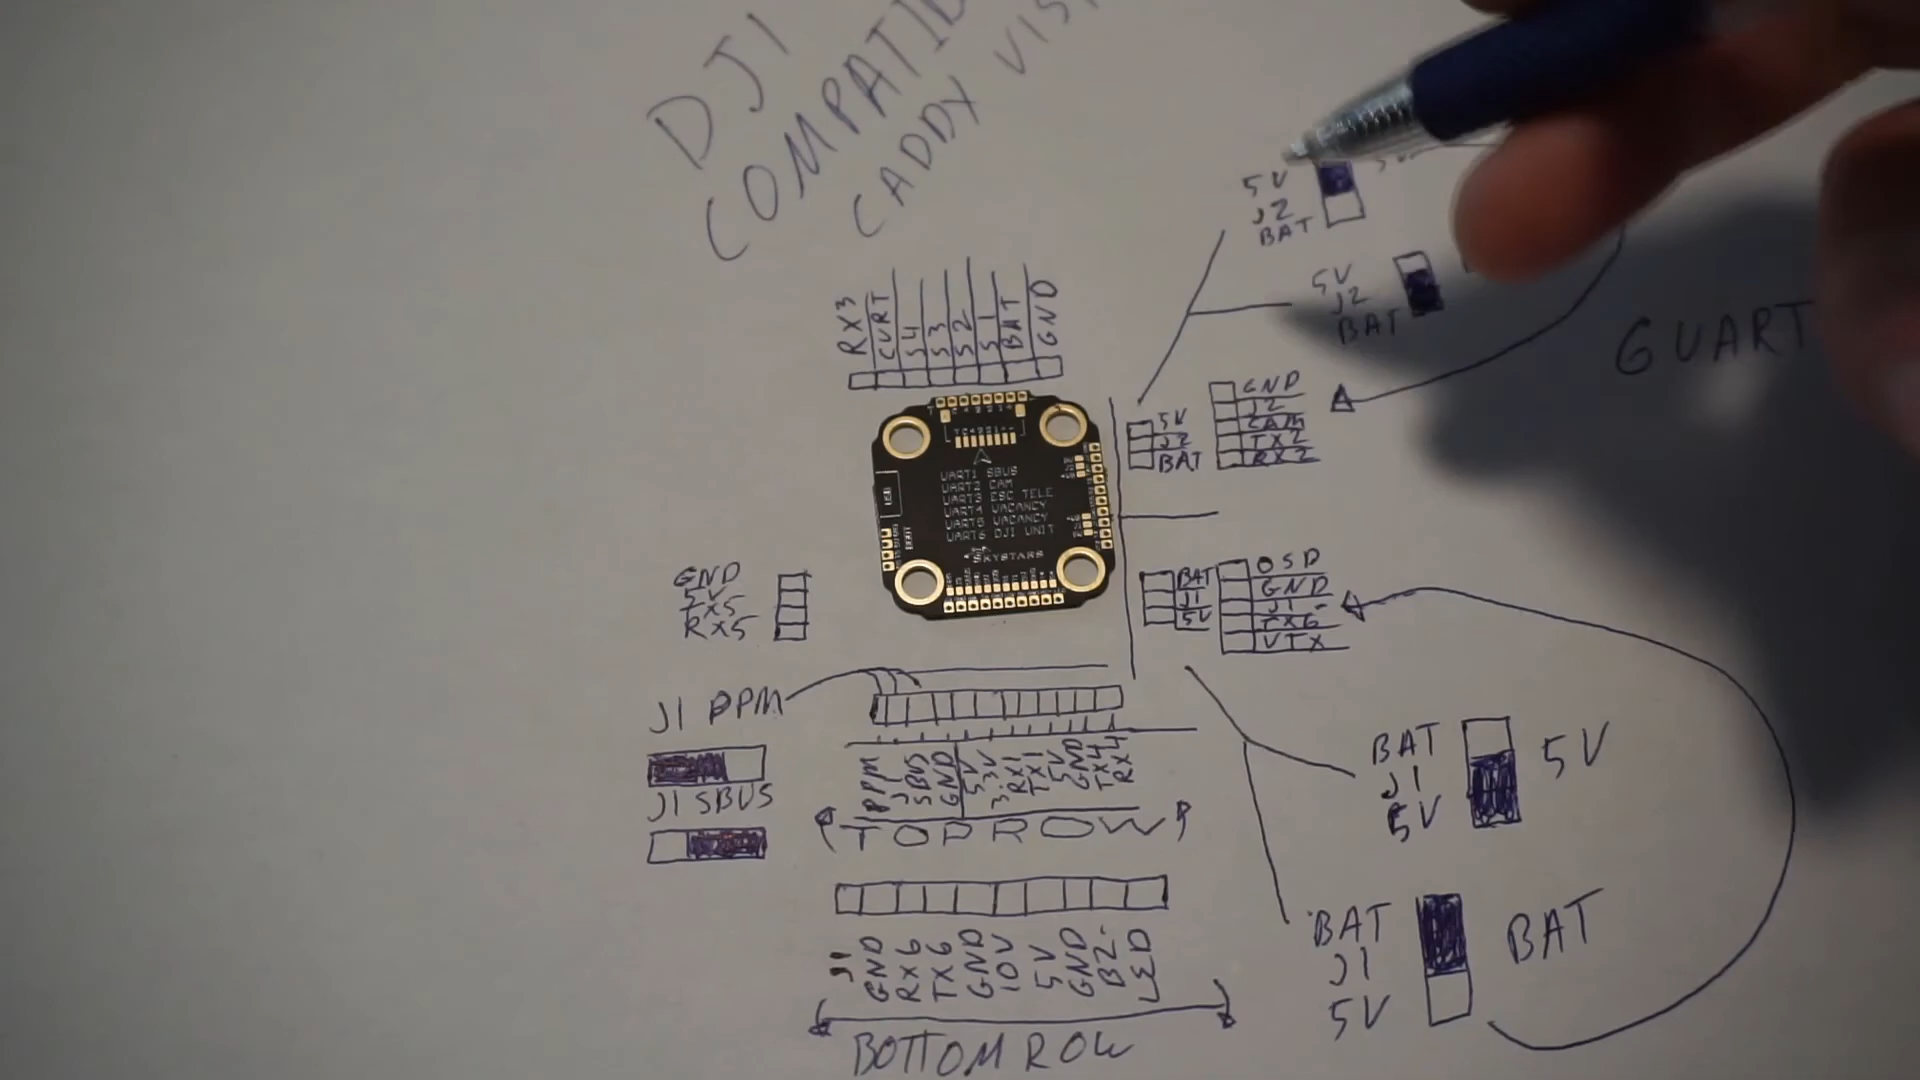 DJI
COMPATIB
CADDX VIS
RX3
CURT
S4
S3
S2
S1
BAT
GND
5V
J2
BAT
5V
J2
BAT
GUART
5V
J2
BAT
GND
J2
CAM
TX2
RX2
UART1 SBUS
UART2 CAM
UART3 ESC TELE
UART4 VACANCY
UART5 VACANCY
UART6 DJI UNIT
SKYSTARS
BOOT
GND
5V
TX5
RX5
BAT
J1
5V
OSD
GND
J1
TX6
VTX
J1 PPM
J1 SBUS
PPM
J1
SBUS
GND
5V
3.3V
RX1
TX1
5V
GND
TX4
RX4
TOP ROW
J1
GND
RX6
TX6
GND
10V
5V
GND
BZ-
LED
BOTTOM ROW
BAT
J1
5V
5V
BAT
J1
5V
BAT